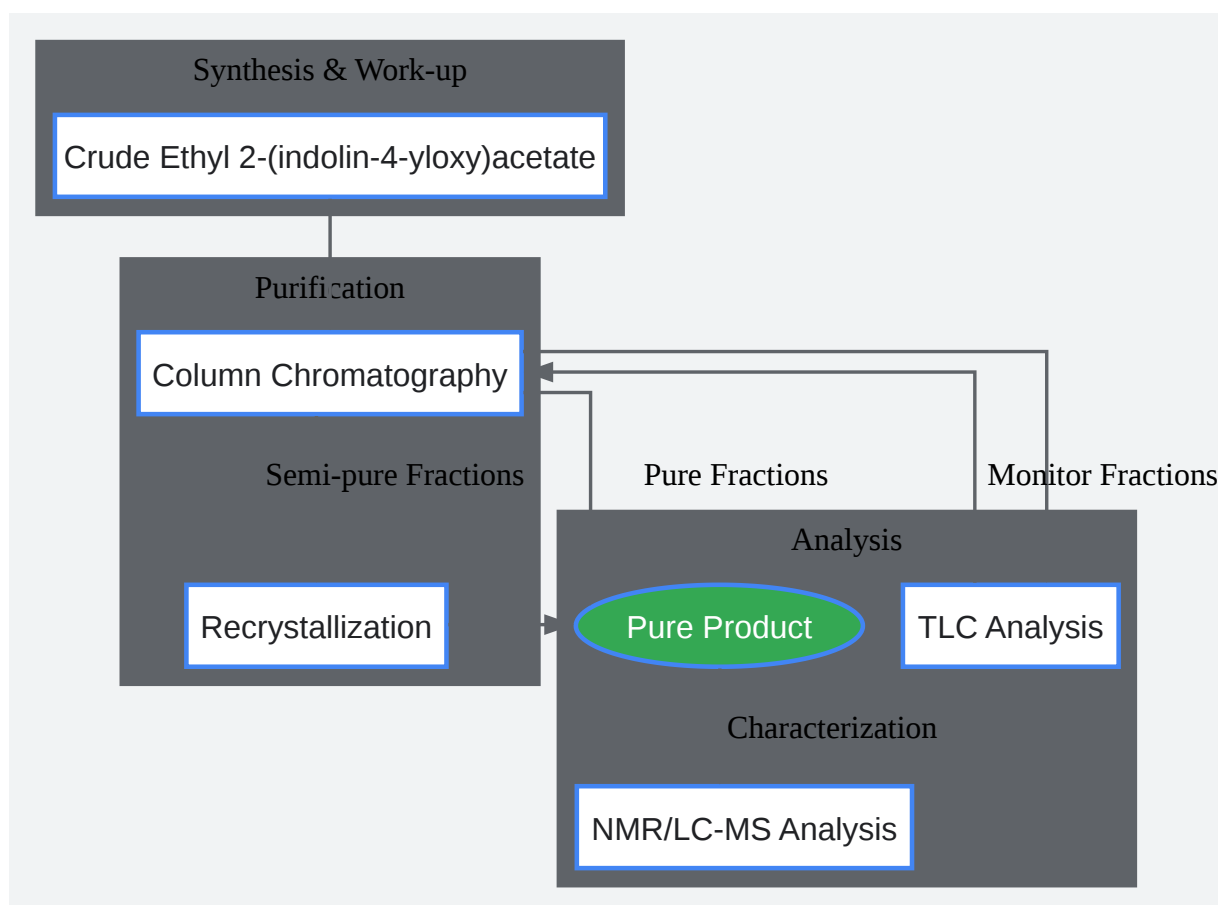 Synthesis & Work-up
Crude Ethyl 2-(indolin-4-yloxy)acetate
Purification
Column Chromatography
Semi-pure Fractions
Pure Fractions
Monitor Fractions
Analysis
Recrystallization
Pure Product
TLC Analysis
Characterization
NMR/LC-MS Analysis